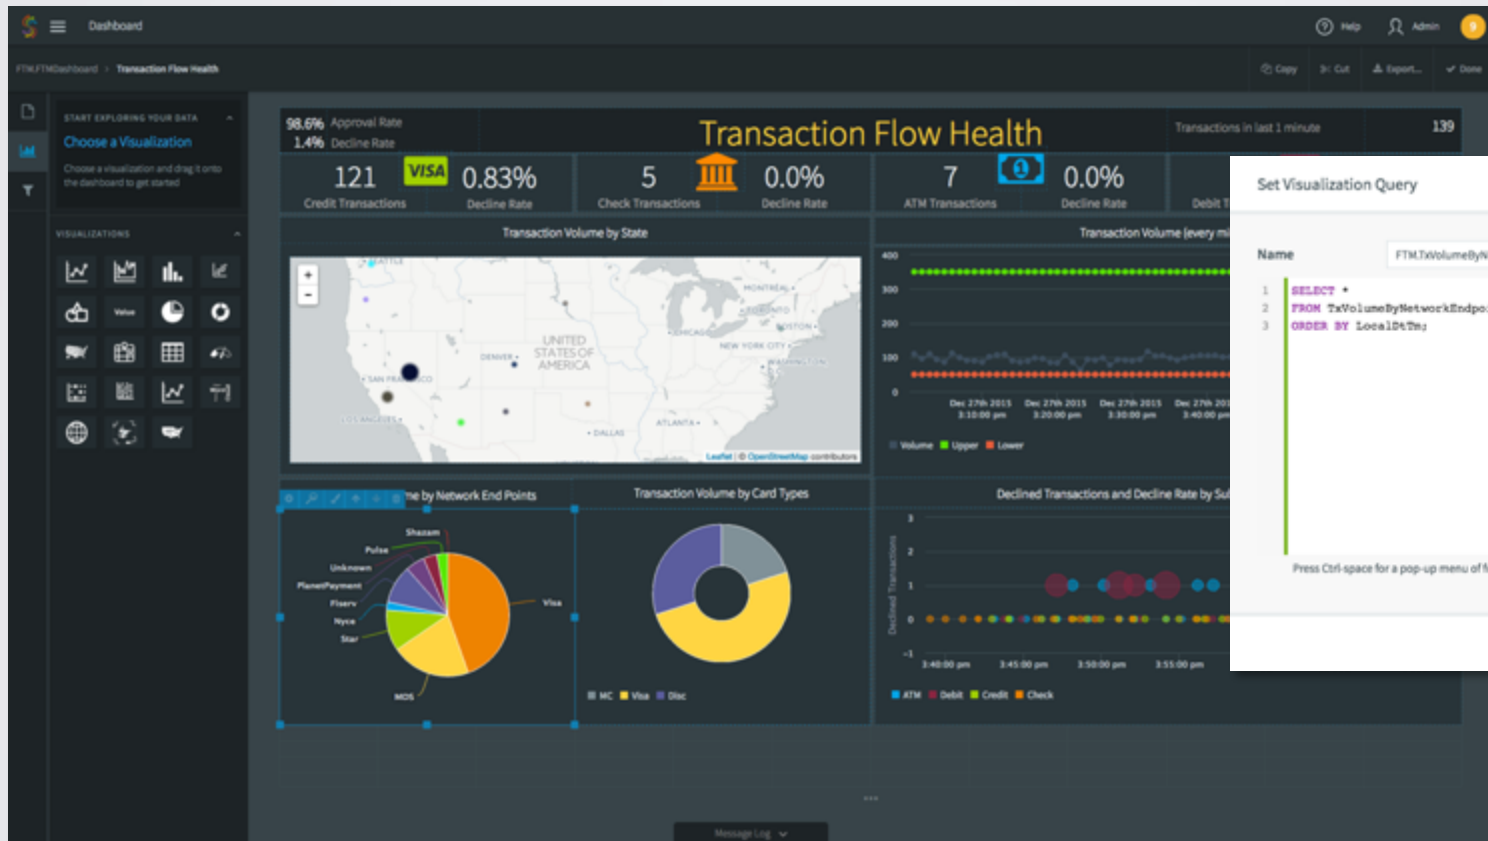 Dashboard
Help
Admin
9
FTM.FTMDashboard > Transaction Flow Health
Copy
Cut
Export...
Done
START EXPLORING YOUR DATA
Choose a Visualization
Choose a visualization and drag it onto
the dashboard to get started
VISUALIZATIONS
Value
98.6% Approval Rate
1.4% Decline Rate
Transaction Flow Health
Transactions in last 1 minute
139
121
Credit Transactions
VISA
0.83%
Decline Rate
5
Check Transactions
0.0%
Decline Rate
7
ATM Transactions
1
0.0%
Decline Rate
Debit T
Transaction Volume by State
+
−
SEATTLE
MONTRÉAL
TORONTO
BOSTON
CHICAGO
NEW YORK CITY
WASHINGTON
UNITED
STATES OF
AMERICA
DENVER
SAN FRANCISCO
LOS ANGELES
ATLANTA
DALLAS
Leaflet | © OpenStreetMap contributors
Transaction Volume (every mi
400
300
200
100
0
Dec 27th 2015
3:10:00 pm
Dec 27th 2015
3:20:00 pm
Dec 27th 2015
3:30:00 pm
Dec 27th 201
3:40:00 pm
Volume Upper Lower
me by Network End Points
Shazam
Pulse
Unknown
PlanetPayment
Fiserv
Nyce
Star
MDS
Visa
Transaction Volume by Card Types
MC Visa Disc
Declined Transactions and Decline Rate by Sul
Declined Transactions
3
2
1
0
−1
3:40:00 pm
3:45:00 pm
3:50:00 pm
3:55:00 pm
ATM Debit Credit Check
Set Visualization Query
Name
FTM.TxVolumeByN
1 SELECT *
2 FROM TxVolumeByNetworkEndpoi
3 ORDER BY LocalDtTm;
Press Ctrl-space for a pop-up menu of f
Message Log